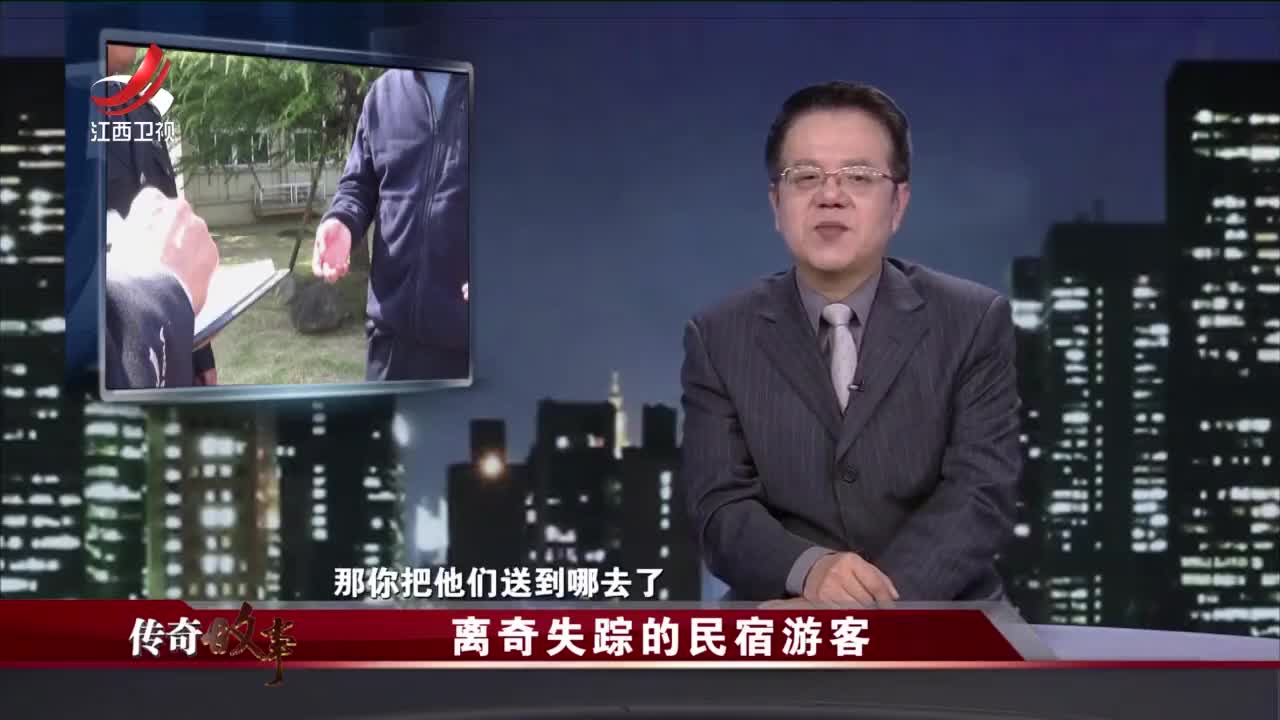 江西卫视
那你把他们送到哪去了
传奇故事
离奇失踪的民宿游客